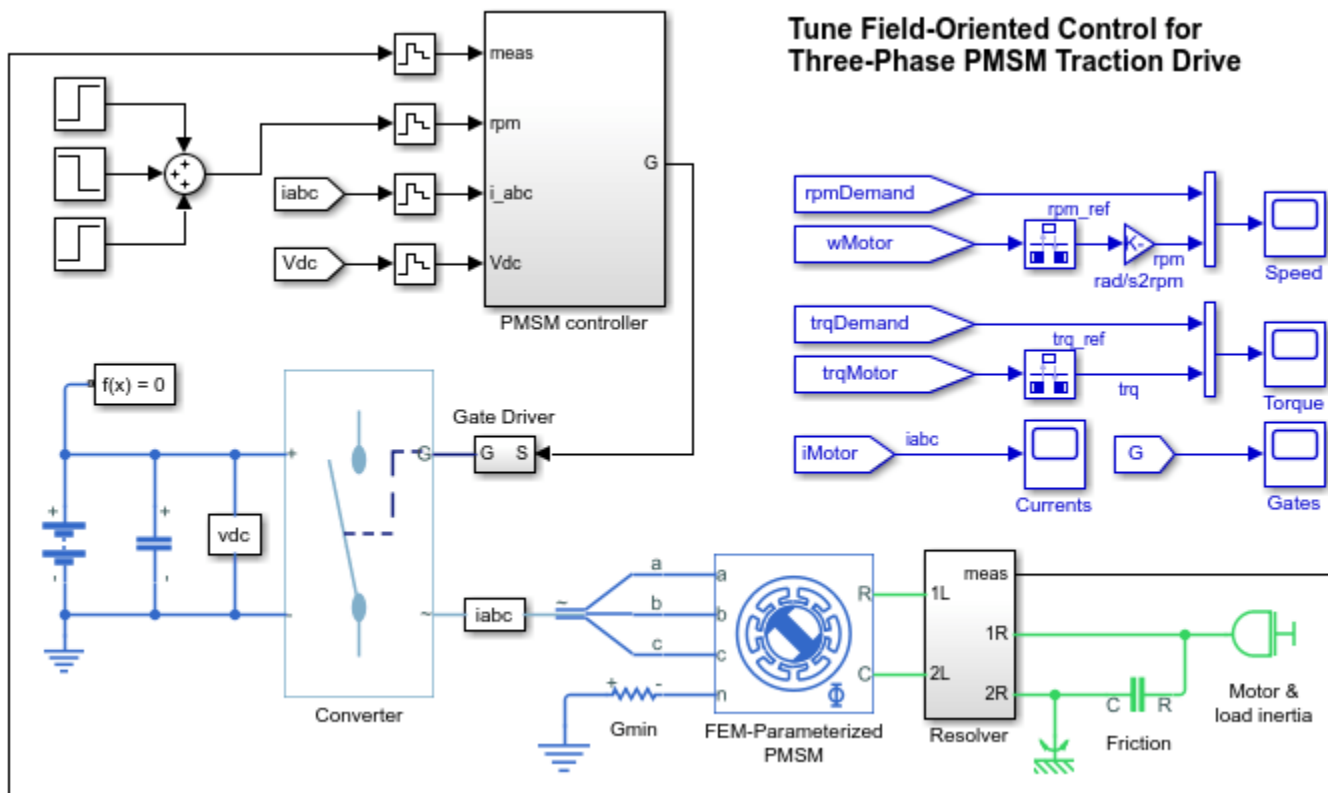 Tune Field-Oriented Control for
Three-Phase PMSM Traction Drive
meas
rpm
i_abc
Vdc
G
iabc
Vdc
PMSM controller
rpmDemand
wMotor
rpm_ref
K-
rpm
rad/s2rpm
Speed
trqDemand
trqMotor
trq_ref
trq
Torque
iMotor
iabc
Currents
G
Gates
f(x) = 0
Gate Driver
G
G S
+
+
+
+
+
+
-
-
-
vdc
~
Converter
iabc
~
a
b
c
a
b
c
n
+ -
Gmin
R
C
Φ
FEM-Parameterized
PMSM
meas
1L
1R
2L
2R
Resolver
C R
Friction
Motor &
load inertia